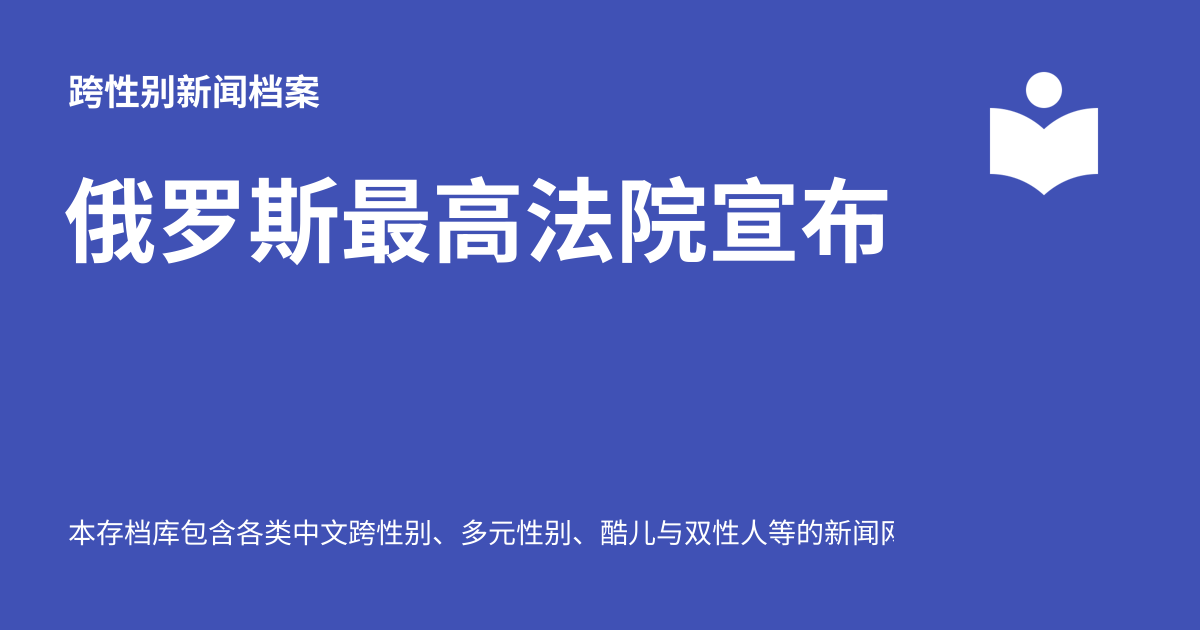 跨性别新闻档案
俄罗斯最高法院宣布
本存档库包含各类中文跨性别、多元性别、酷儿与双性人等的新闻